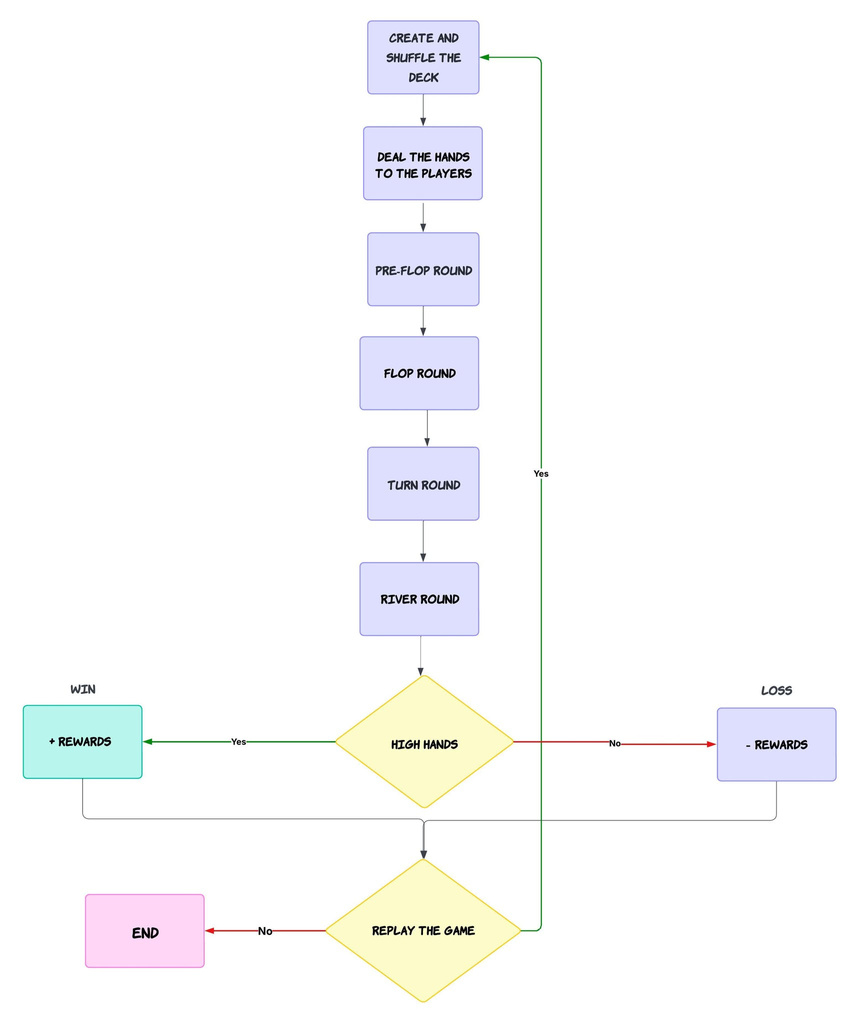 CREATE AND
SHUFFLE THE
DECK
DEAL THE HANDS
TO THE PLAYERS
PRE-FLOP ROUND
FLOP ROUND
TURN ROUND
Yes
RIVER ROUND
WIN
LOSS
+ REWARDS
Yes
HIGH HANDS
No
- REWARDS
END
No
REPLAY THE GAME